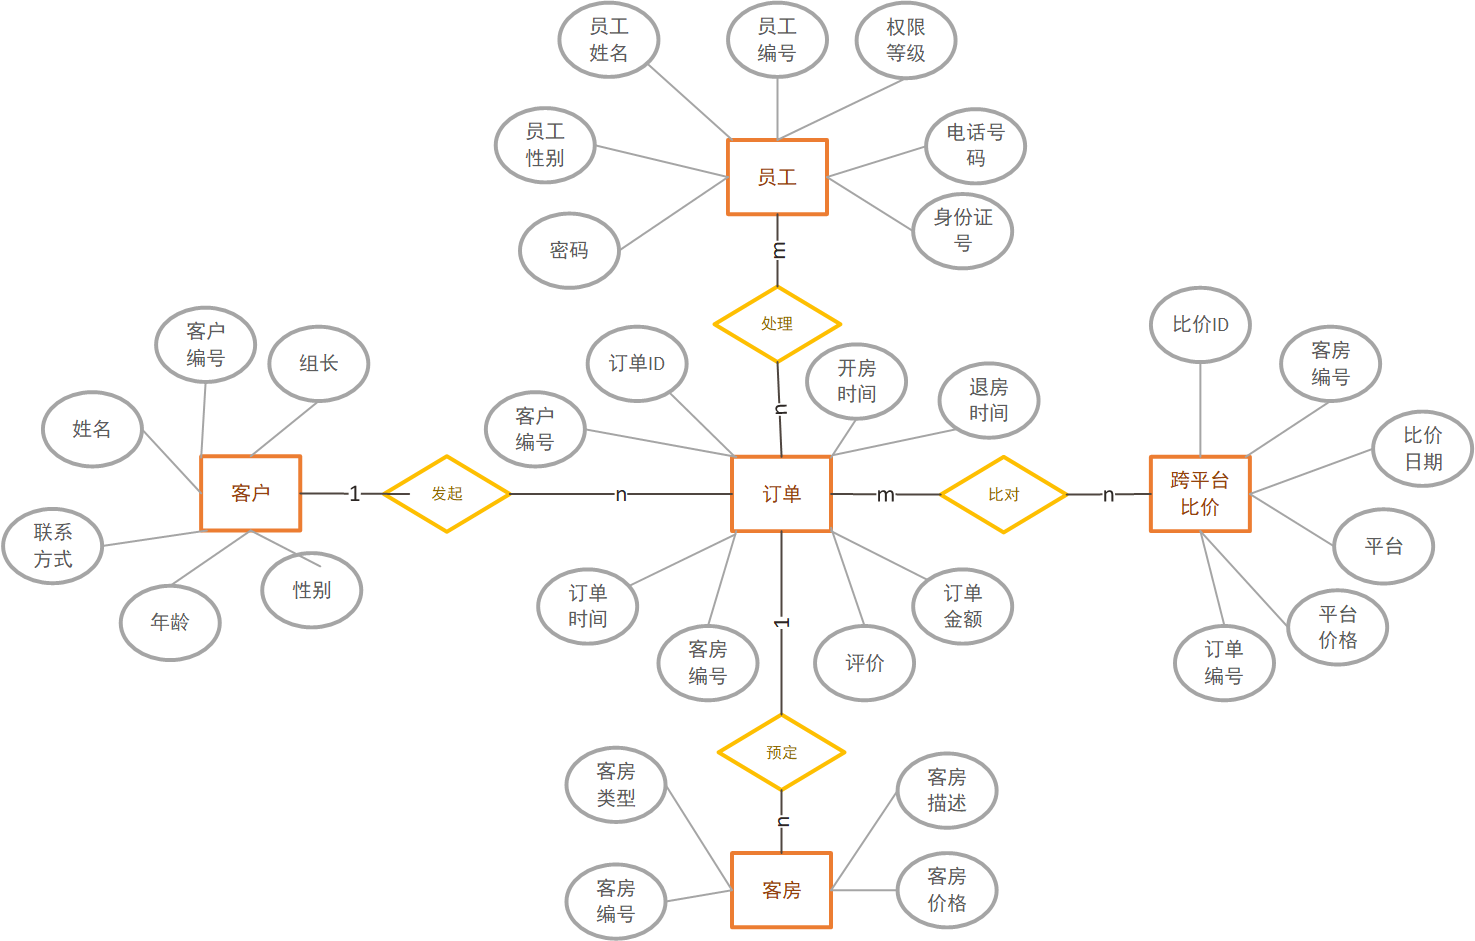 员工
姓名
员工
编号
权限
等级
员工
性别
电话号
码
员工
密码
身份证
号
m
处理
n
客户
编号
组长
姓名
客户
联系
方式
年龄
性别
1
发起
n
订单ID
客户
编号
开房
时间
退房
时间
订单
订单
时间
客房
编号
评价
订单
金额
m
比对
n
比价ID
客房
编号
比价
日期
跨平台
比价
平台
平台
价格
订单
编号
1
预定
n
客房
类型
客房
描述
客房
客房
编号
客房
价格